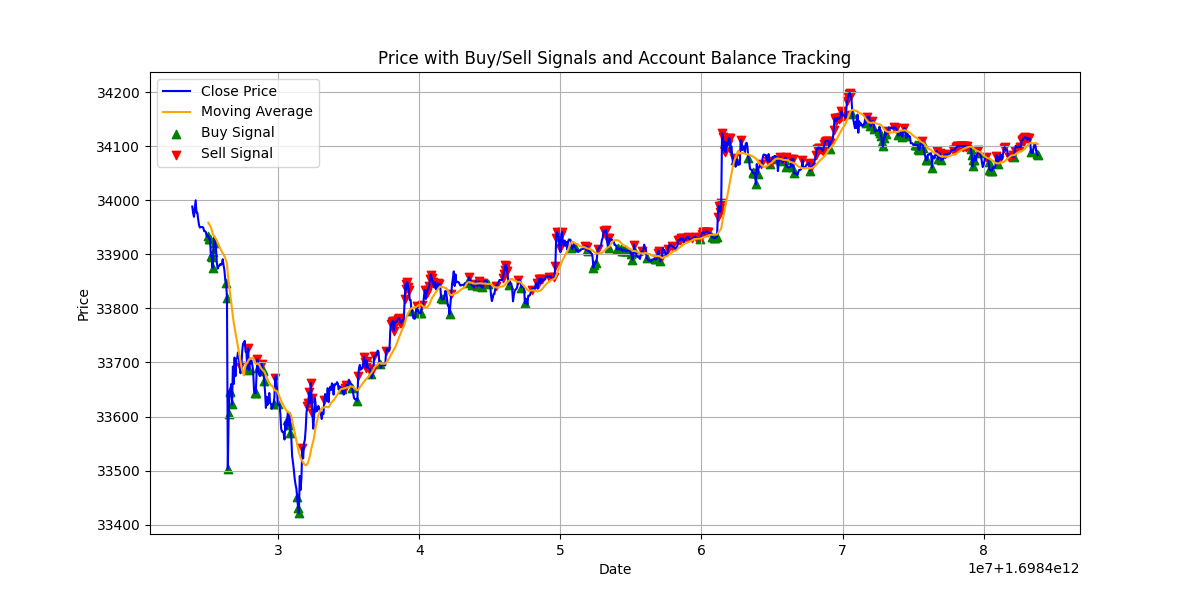 Price with Buy/Sell Signals and Account Balance Tracking
Close Price
Moving Average
Buy Signal
Sell Signal
34200
34100
34000
33900
33800
33700
33600
33500
33400
Price
3 4 5 6 7 8
Date
1e7+1.6984e12